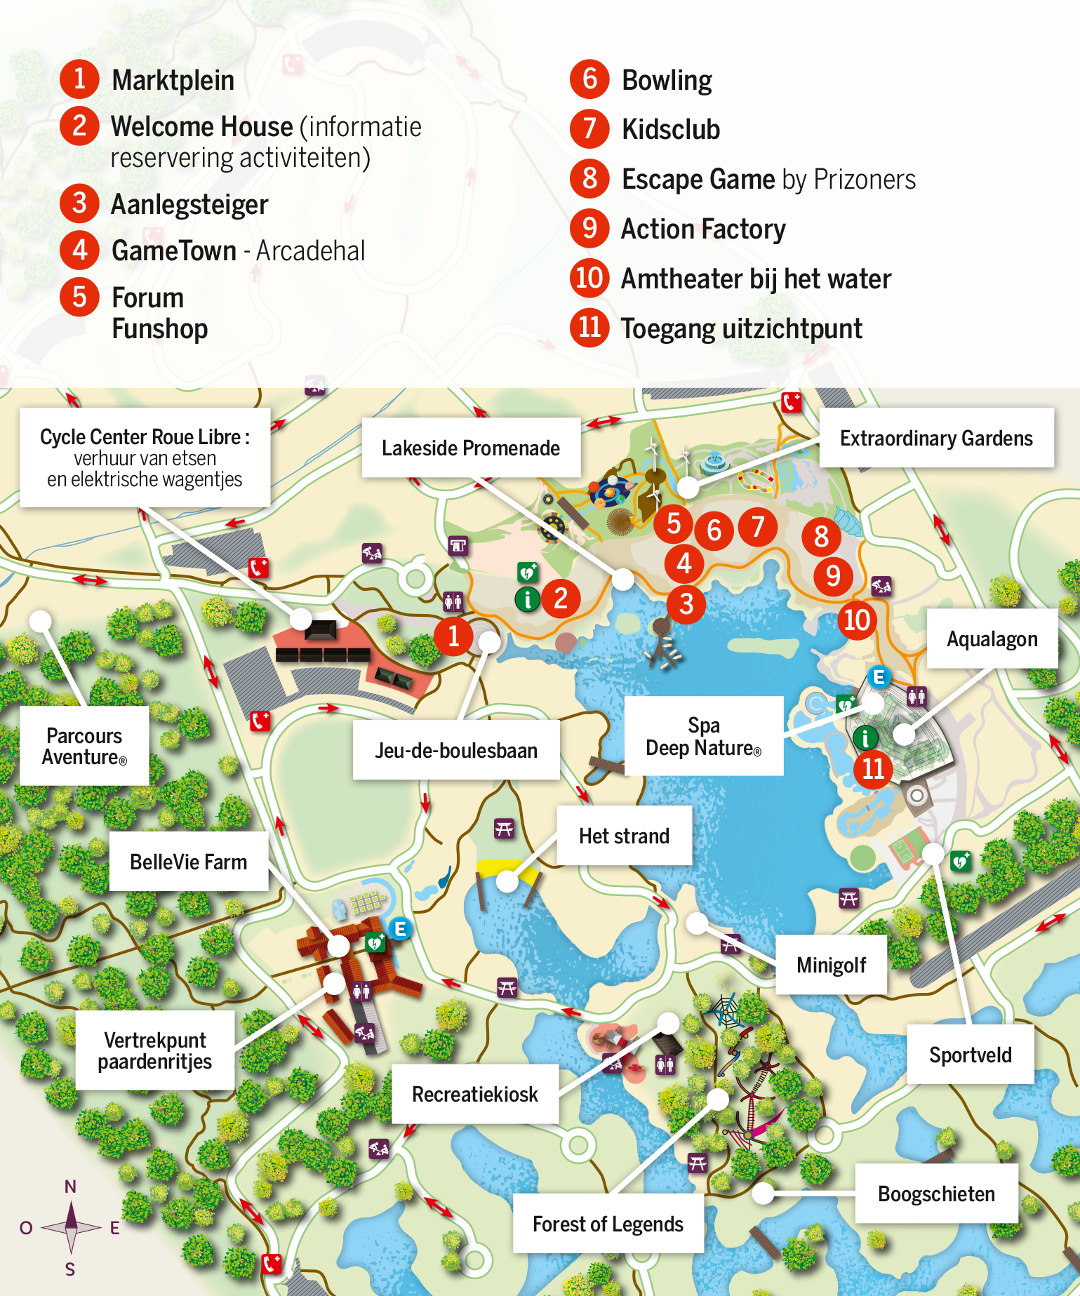 1 Marktplein
2 Welcome House (informatie
reservering activiteiten)
3 Aanlegsteiger
4 GameTown - Arcadehal
5 Forum
Funshop
6 Bowling
7 Kidsclub
8 Escape Game by Prizoners
9 Action Factory
10 Amtheater bij het water
11 Toegang uitzichtpunt
Cycle Center Roue Libre :
verhuur van etsen
en elektrische wagentjes
Lakeside Promenade
Extraordinary Gardens
5 6 7 8
4 9
i 2 3
1 10
Aqualagon
E
Parcours
Aventure®
Jeu-de-boulesbaan
Spa
Deep Nature®
i
11
Het strand
BelleVie Farm
E
Minigolf
Vertrekpunt
paardenritjes
Sportveld
Recreatiekiosk
Boogschieten
Forest of Legends
N
O E
S